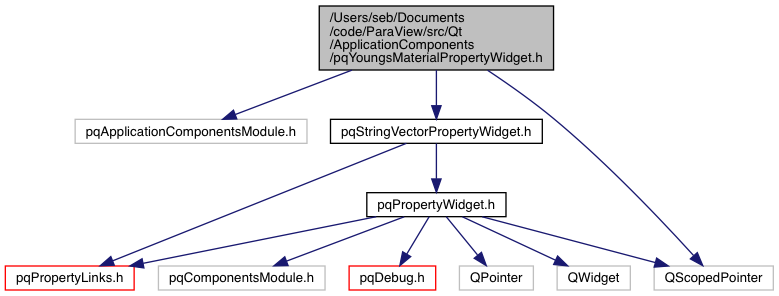 /Users/seb/Documents
/code/ParaView/src/Qt
/ApplicationComponents
/pqYoungsMaterialPropertyWidget.h
pqApplicationComponentsModule.h
pqStringVectorPropertyWidget.h
pqPropertyWidget.h
pqPropertyLinks.h
pqComponentsModule.h
pqDebug.h
QPointer
QWidget
QScopedPointer